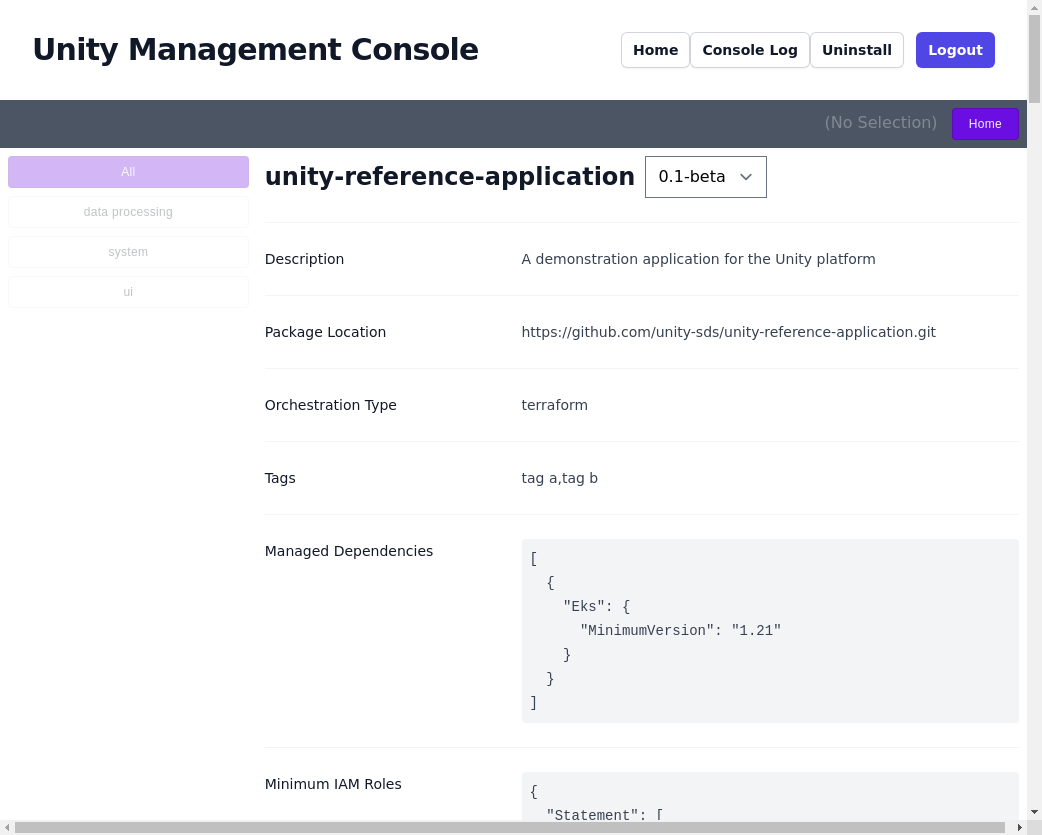 Unity Management Console
Home
Console Log
Uninstall
Logout
(No Selection)
Home
All
data processing
system
ui
unity-reference-application
0.1-beta
Description
A demonstration application for the Unity platform
Package Location
https://github.com/unity-sds/unity-reference-application.git
Orchestration Type
terraform
Tags
tag a,tag b
Managed Dependencies
[
  {
    "Eks": {
      "MinimumVersion": "1.21"
    }
  }
]
Minimum IAM Roles
{
  "Statement": [